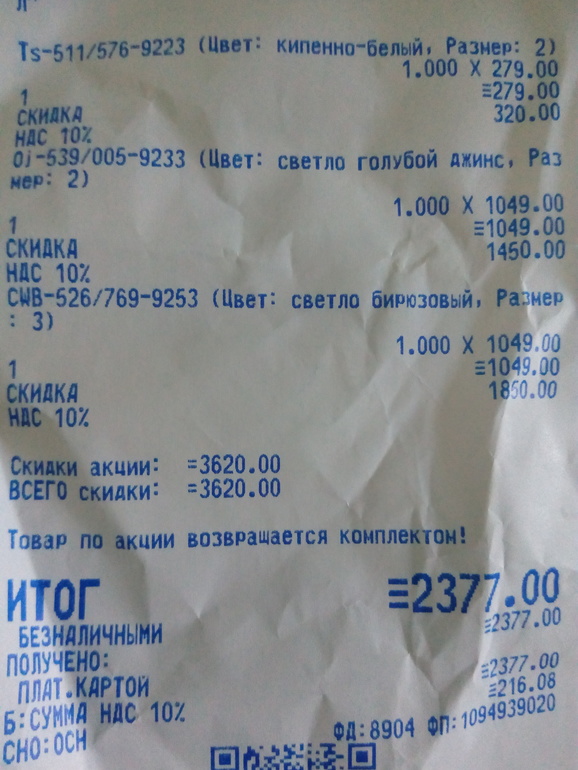 Ts-511/576-9223 (Цвет: кипенно-белый, Размер: 2)
1.000 X 279.00
1 ≡279.00
СКИДКА 320.00
НДС 10%
Oj-539/005-9233 (Цвет: светло голубой джинс, Раз
мер: 2)
1.000 X 1049.00
1 ≡1049.00
СКИДКА 1450.00
НДС 10%
CWB-526/769-9253 (Цвет: светло бирюзовый, Размер
: 3)
1.000 X 1049.00
1 ≡1049.00
СКИДКА 1850.00
НДС 10%
Скидки акции: =3620.00
ВСЕГО скидки: =3620.00
Товар по акции возвращается комплектом!
ИТОГ ≡2377.00
БЕЗНАЛИЧНЫМИ ≡2377.00
ПОЛУЧЕНО:
ПЛАТ.КАРТОЙ ≡2377.00
Б:СУММА НДС 10% ≡216.08
СНО:ОСН ФД:8904 ФП:1094939020